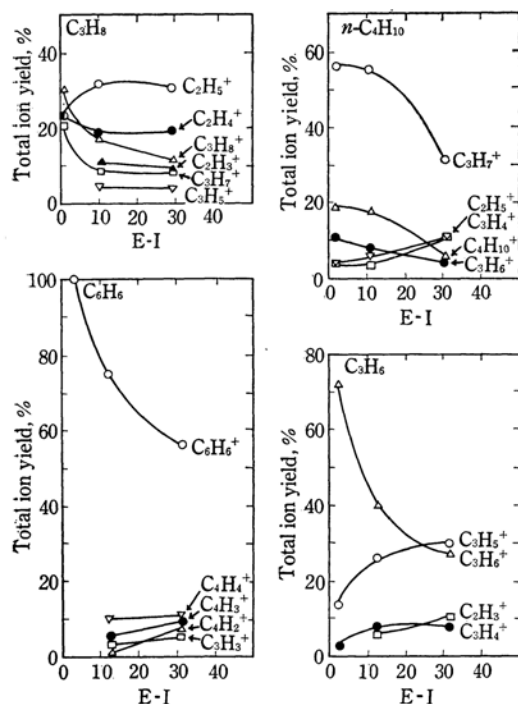 C₃H₈
Total ion yield, %
40
20
0
0 10 20 30 40
E-I
C₂H₅⁺
C₂H₄⁺
C₃H₈⁺
C₂H₃⁺
C₃H₇⁺
C₃H₅⁺
n-C₄H₁₀
Total ion yield, %
60
40
20
0
0 10 20 30 40
E-I
C₃H₇⁺
C₂H₅⁺
C₃H₄⁺
C₄H₁₀⁺
C₃H₆⁺
C₆H₆
Total ion yield, %
100
80
60
40
20
0
0 10 20 30 40
E-I
C₆H₆⁺
C₄H₄⁺
C₄H₃⁺
C₄H₂⁺
C₃H₃⁺
C₃H₆
Total ion yield, %
80
60
40
20
0
0 10 20 30 40
E-I
C₃H₅⁺
C₃H₆⁺
C₂H₃⁺
C₃H₄⁺